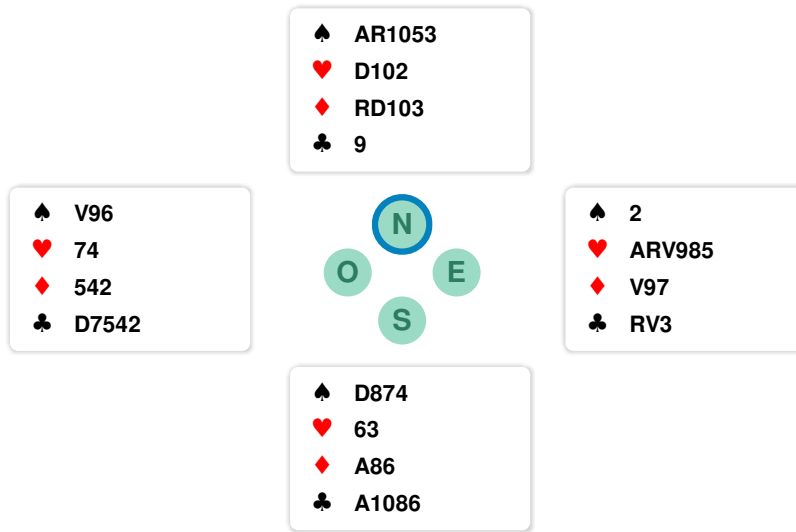 ♠ AR1053
♥ D102
♦ RD103
♣ 9
♠ V96
♥ 74
♦ 542
♣ D7542
N
O E
S
♠ 2
♥ ARV985
♦ V97
♣ RV3
♠ D874
♥ 63
♦ A86
♣ A1086